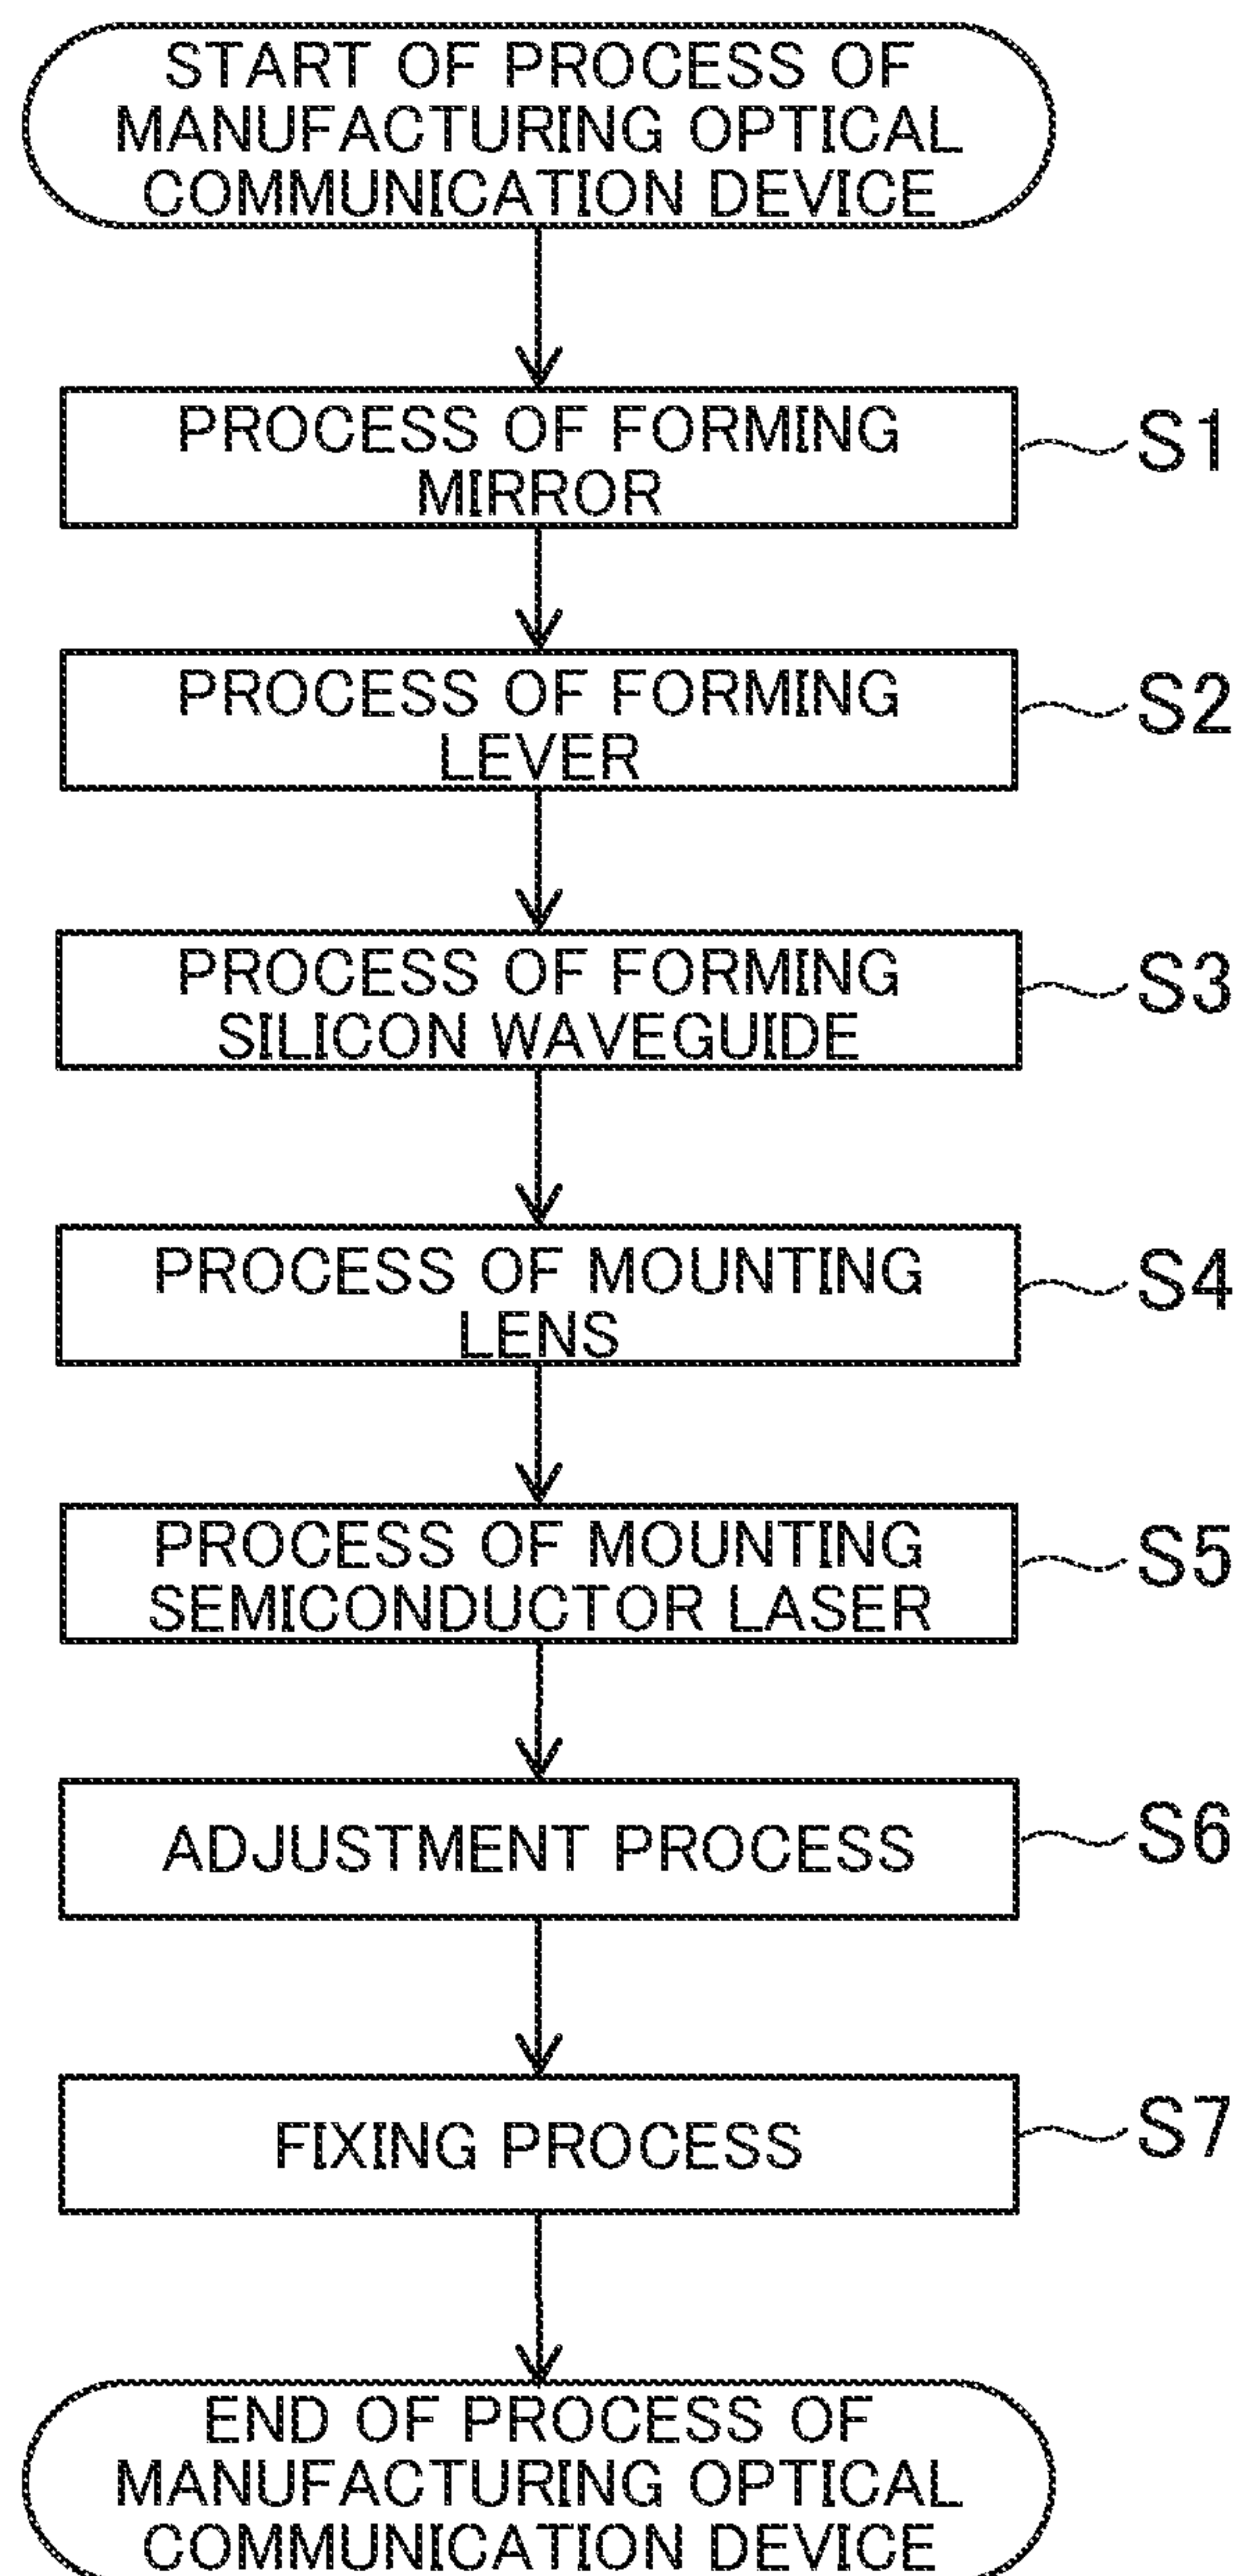 START OF PROCESS OF
MANUFACTURING OPTICAL
COMMUNICATION DEVICE
PROCESS OF FORMING
MIRROR
S1
PROCESS OF FORMING
LEVER
S2
PROCESS OF FORMING
SILICON WAVEGUIDE
S3
PROCESS OF MOUNTING
LENS
S4
PROCESS OF MOUNTING
SEMICONDUCTOR LASER
S5
ADJUSTMENT PROCESS
S6
FIXING PROCESS
S7
END OF PROCESS OF
MANUFACTURING OPTICAL
COMMUNICATION DEVICE